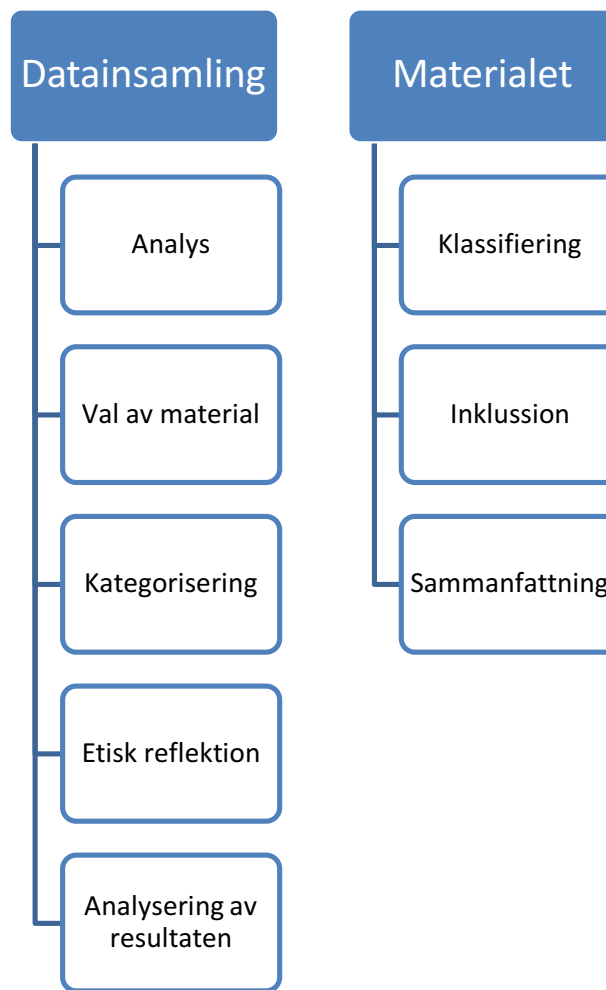 Datainsamling
Analys
Val av material
Kategorisering
Etisk reflektion
Analysering av
resultaten
Materialet
Klassifiering
Inklussion
Sammanfattning